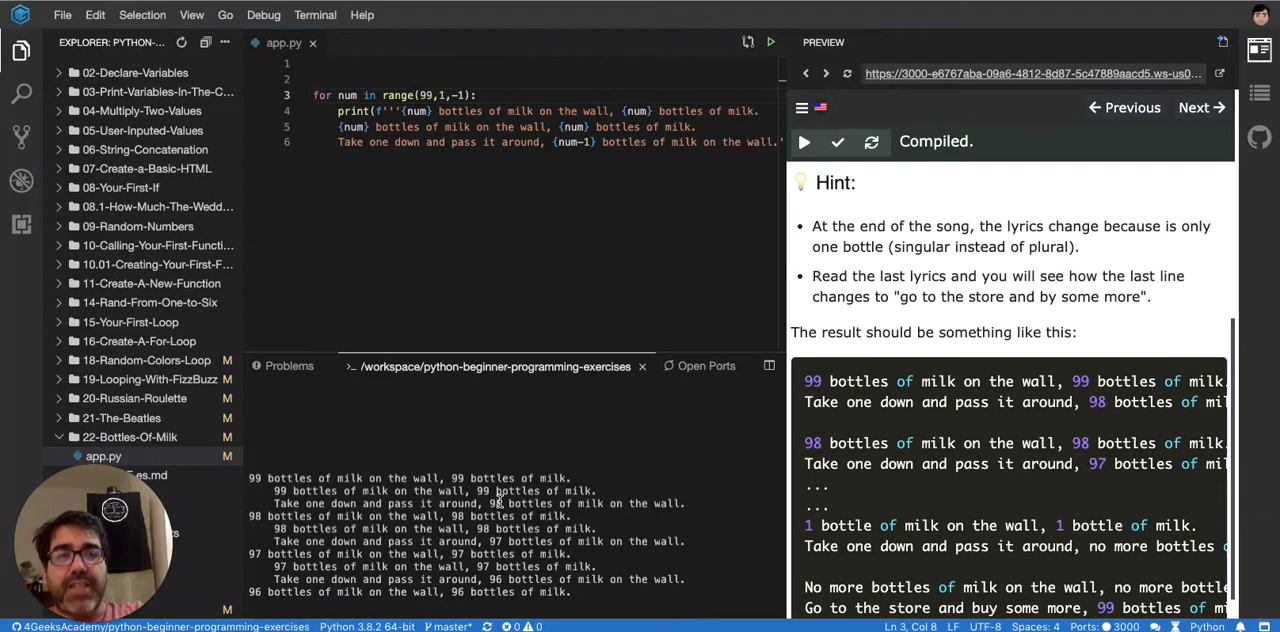 File Edit Selection View Go Debug Terminal Help
EXPLORER: PYTHON-...
02-Declare-Variables
03-Print-Variables-In-The-C...
04-Multiply-Two-Values
05-User-Inputed-Values
06-String-Concatenation
07-Create-a-Basic-HTML
08-Your-First-If
08.1-How-Much-The-Wedd...
09-Random-Numbers
10-Calling-Your-First-Functi...
10.01-Creating-Your-First-F...
11-Create-A-New-Function
14-Rand-From-One-to-Six
15-Your-First-Loop
16-Create-A-For-Loop
18-Random-Colors-Loop M
19-Looping-With-FizzBuzz M
20-Russian-Roulette M
21-The-Beatles M
22-Bottles-Of-Milk M
app.py M
E.es.md
M
app.py
1
2
3 for num in range(99,1,-1):
4 print(f'''{num} bottles of milk on the wall, {num} bottles of milk.
5 {num} bottles of milk on the wall, {num} bottles of milk.
6 Take one down and pass it around, {num-1} bottles of milk on the wall.'
Problems >_ /workspace/python-beginner-programming-exercises Open Ports
99 bottles of milk on the wall, 99 bottles of milk.
99 bottles of milk on the wall, 99 bottles of milk.
Take one down and pass it around, 98 bottles of milk on the wall.
98 bottles of milk on the wall, 98 bottles of milk.
98 bottles of milk on the wall, 98 bottles of milk.
Take one down and pass it around, 97 bottles of milk on the wall.
97 bottles of milk on the wall, 97 bottles of milk.
97 bottles of milk on the wall, 97 bottles of milk.
Take one down and pass it around, 96 bottles of milk on the wall.
96 bottles of milk on the wall, 96 bottles of milk.
PREVIEW
https://3000-e6767aba-09a6-4812-8d87-5c47889aacd5.ws-us0...
Previous Next
Compiled.
Hint:
• At the end of the song, the lyrics change because is only
one bottle (singular instead of plural).
• Read the last lyrics and you will see how the last line
changes to "go to the store and by some more".
The result should be something like this:
99 bottles of milk on the wall, 99 bottles of milk.
Take one down and pass it around, 98 bottles of mil
98 bottles of milk on the wall, 98 bottles of milk.
Take one down and pass it around, 97 bottles of mil
...
1 bottle of milk on the wall, 1 bottle of milk.
Take one down and pass it around, no more bottles o
No more bottles of milk on the wall, no more bottle
Go to the store and buy some more, 99 bottles of m
4GeeksAcademy/python-beginner-programming-exercises Python 3.8.2 64-bit master* 0 0 Ln 3, Col 8 LF UTF-8 Spaces: 4 Ports: 3000 Python